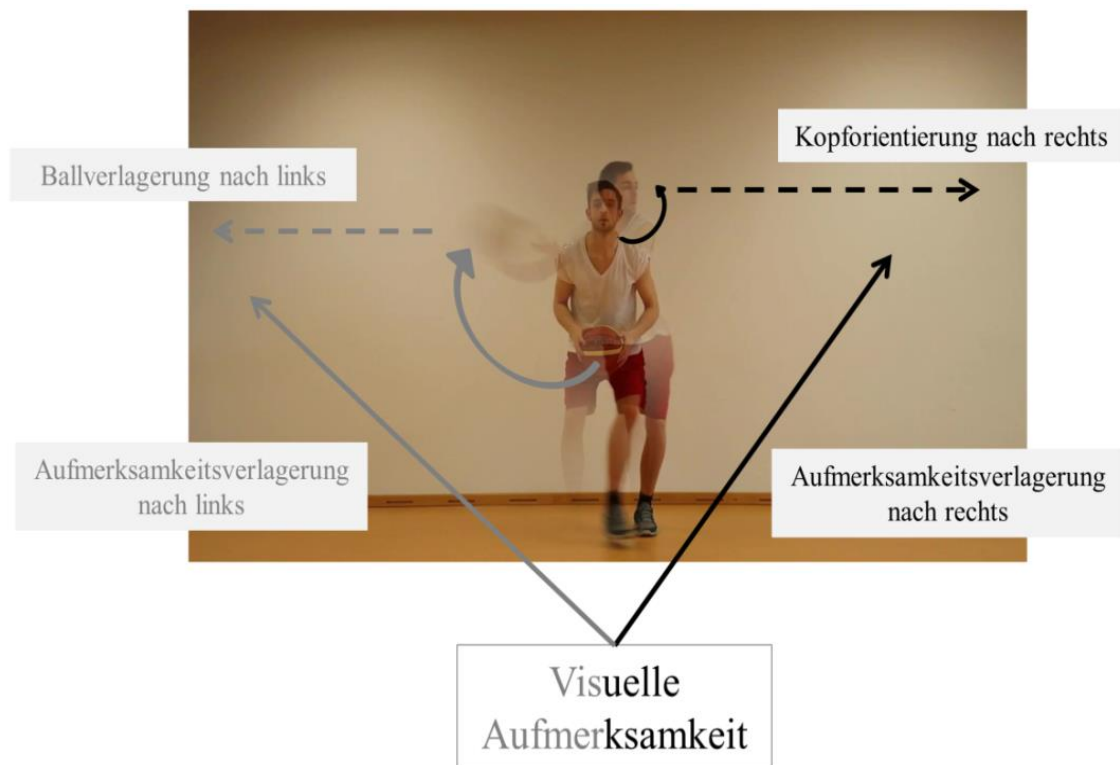 Kopforientierung nach rechts
Ballverlagerung nach links
Aufmerksamkeitsverlagerung
nach links
Aufmerksamkeitsverlagerung
nach rechts
Visuelle
Aufmerksamkeit